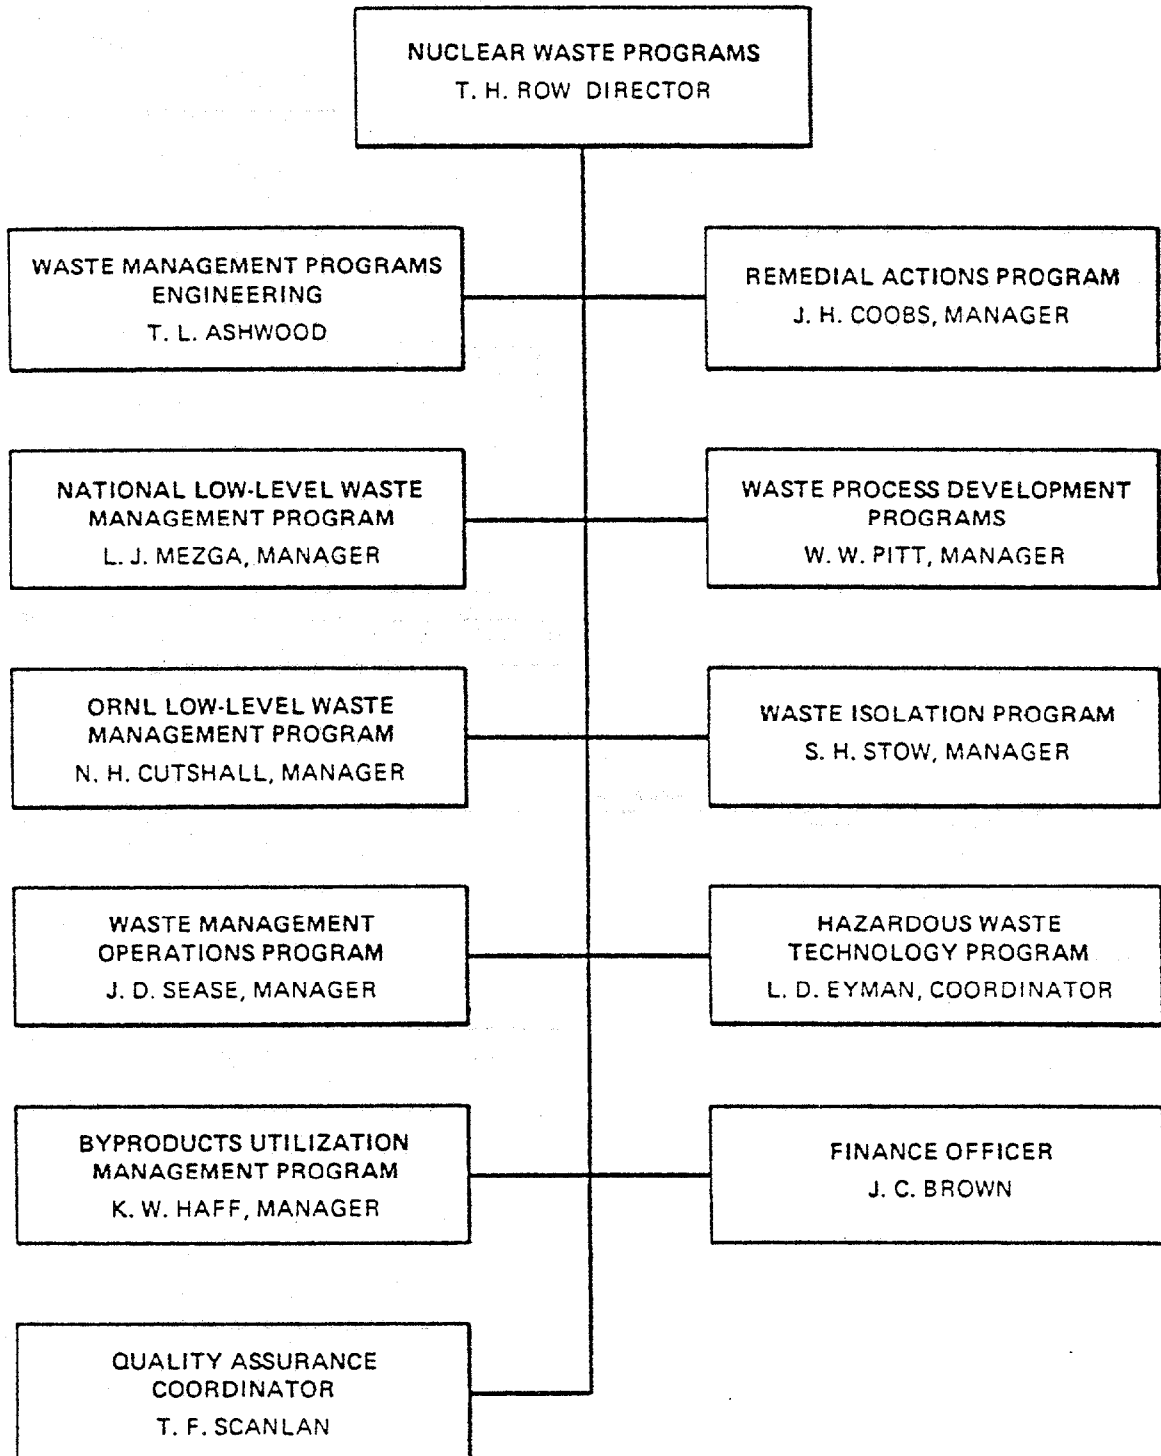 NUCLEAR WASTE PROGRAMS
T. H. ROW DIRECTOR
WASTE MANAGEMENT PROGRAMS
ENGINEERING
T. L. ASHWOOD
REMEDIAL ACTIONS PROGRAM
J. H. COOBS, MANAGER
NATIONAL LOW-LEVEL WASTE
MANAGEMENT PROGRAM
L. J. MEZGA, MANAGER
WASTE PROCESS DEVELOPMENT
PROGRAMS
W. W. PITT, MANAGER
ORNL LOW-LEVEL WASTE
MANAGEMENT PROGRAM
N. H. CUTSHALL, MANAGER
WASTE ISOLATION PROGRAM
S. H. STOW, MANAGER
WASTE MANAGEMENT
OPERATIONS PROGRAM
J. D. SEASE, MANAGER
HAZARDOUS WASTE
TECHNOLOGY PROGRAM
L. D. EYMAN, COORDINATOR
BYPRODUCTS UTILIZATION
MANAGEMENT PROGRAM
K. W. HAFF, MANAGER
FINANCE OFFICER
J. C. BROWN
QUALITY ASSURANCE
COORDINATOR
T. F. SCANLAN